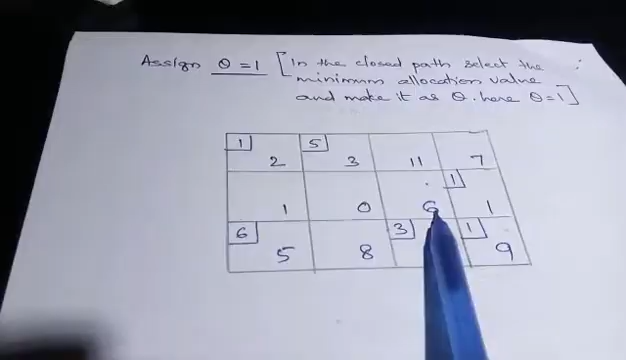 Assign θ = 1 [In the closed path select the
minimum allocation value
and make it as θ. here θ=1]
1 2 5 3 11 7
1 0 6 1 1
6 5 8 3 1 9